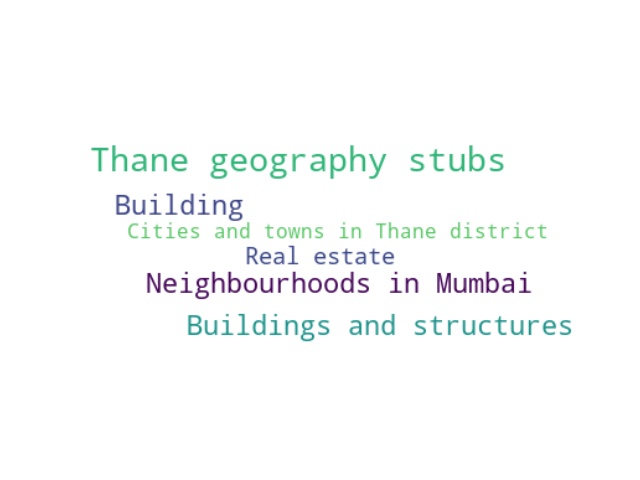 Thane geography stubs
Building
Cities and towns in Thane district
Real estate
Neighbourhoods in Mumbai
Buildings and structures